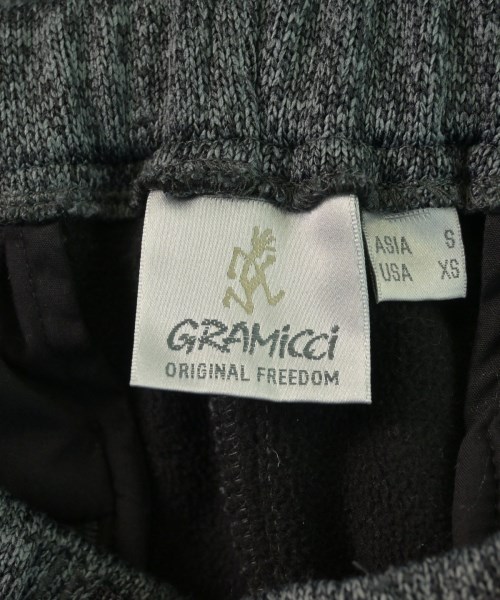 GRAMiCCi
ORIGINAL FREEDOM
ASIA S
USA XS